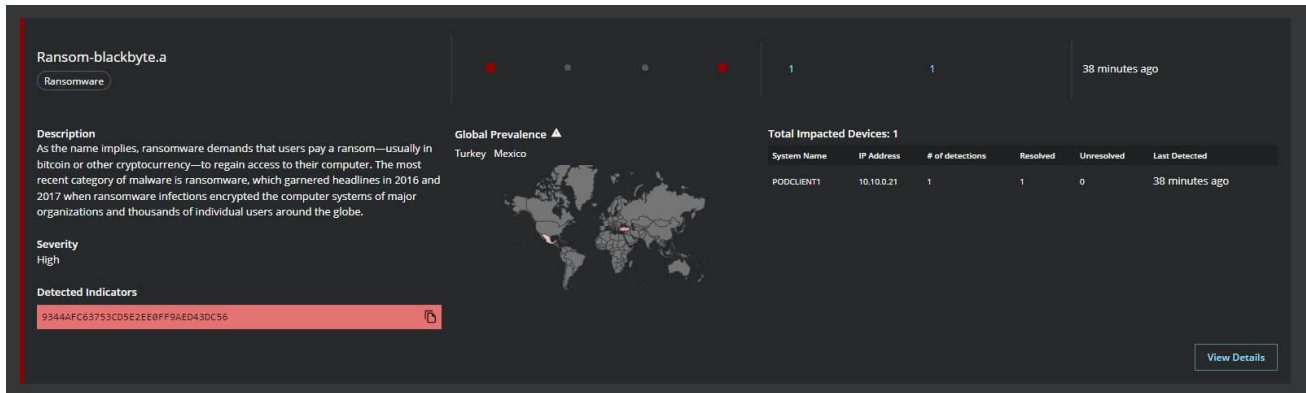 Ransom-blackbyte.a
Ransomware
1
1
38 minutes ago
Description
As the name implies, ransomware demands that users pay a ransom—usually in
bitcoin or other cryptocurrency—to regain access to their computer. The most
recent category of malware is ransomware, which garnered headlines in 2016 and
2017 when ransomware infections encrypted the computer systems of major
organizations and thousands of individual users around the globe.
Severity
High
Detected Indicators
9344AFC63753CD5E2EE0FF9AED43DC56
Global Prevalence
Turkey Mexico
Total Impacted Devices: 1
System Name IP Address # of detections Resolved Unresolved Last Detected
PODCLIENT1 10.10.0.21 1 1 0 38 minutes ago
View Details